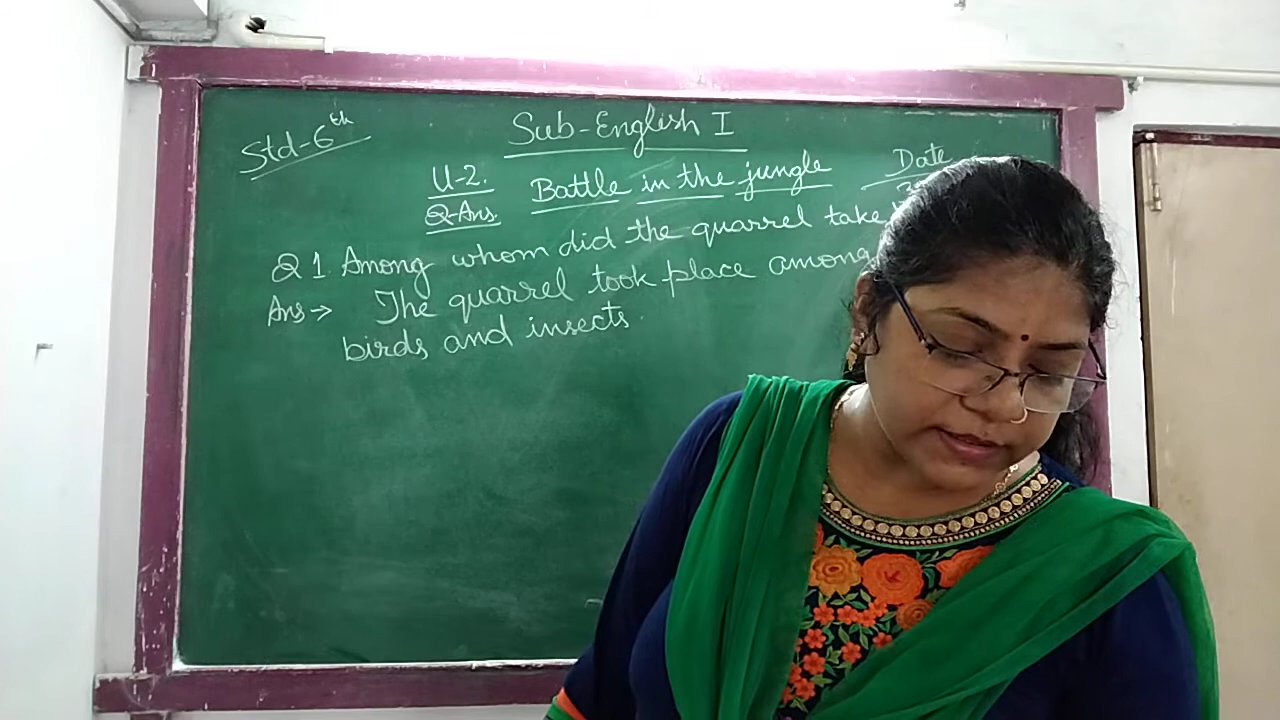 Std-6th
Sub-English I
U-2. Battle in the jungle Date
Q-Ans.
Q 1. Among whom did the quarrel take
Ans → The quarrel took place among
birds and insects.